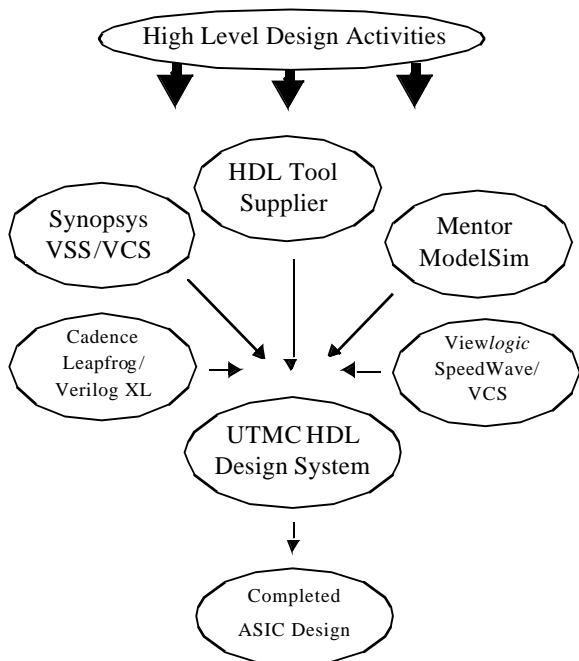 High Level Design Activities
HDL Tool
Supplier
Synopsys
VSS/VCS
Mentor
ModelSim
Cadence
Leapfrog/
Verilog XL
Viewlogic
SpeedWave/
VCS
UTMC HDL
Design System
Completed
ASIC Design